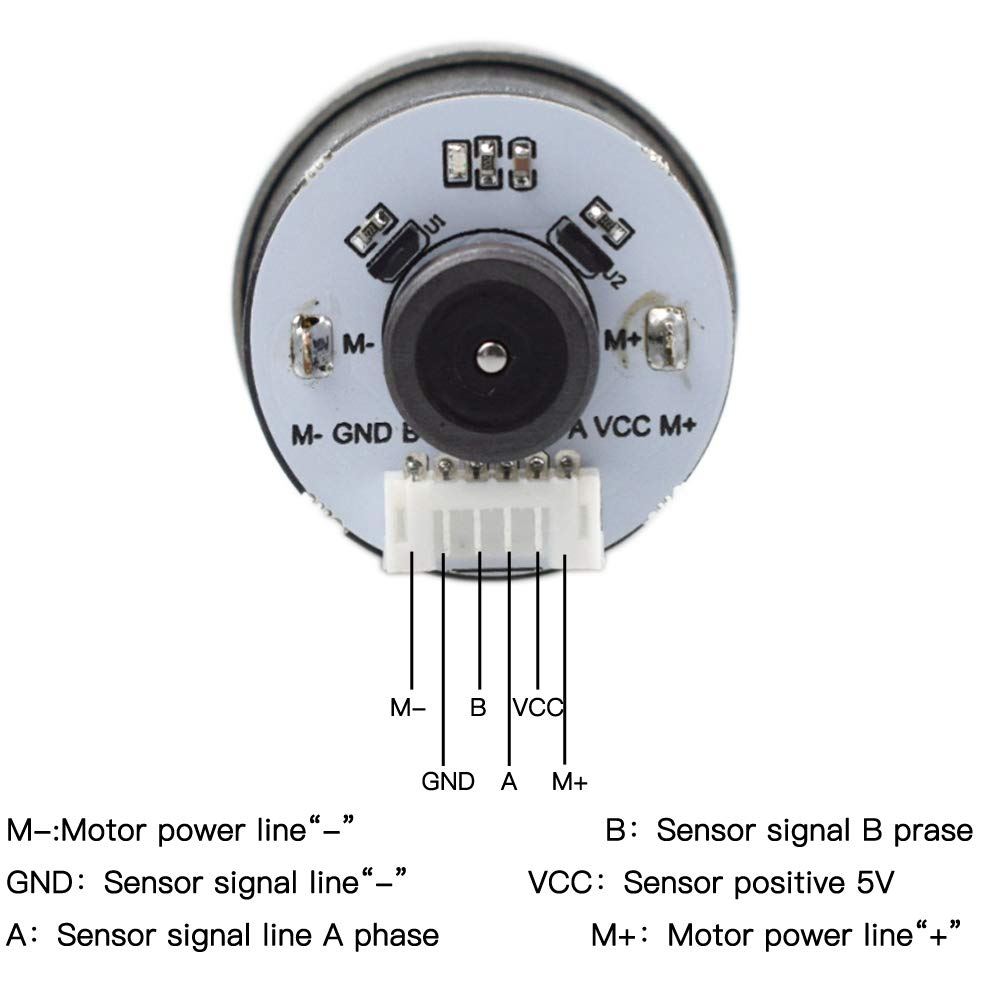 U1
U2
M-
M+
M- GND B
A VCC M+
M- B VCC
GND A M+
M-:Motor power line“-”
B： Sensor signal B prase
GND：Sensor signal line“-”
VCC：Sensor positive 5V
A：Sensor signal line A phase
M+：Motor power line“+”